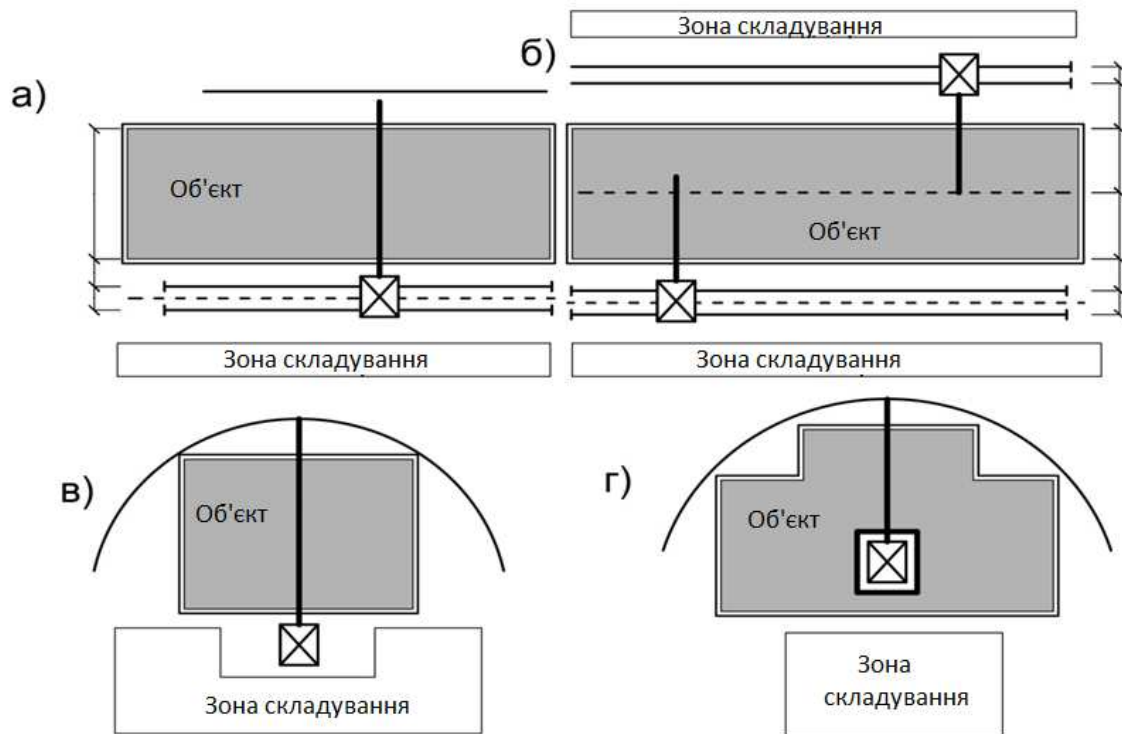 Зона складування
б)
а)
Об'єкт
Об'єкт
Зона складування
Зона складування
в)
г)
Об'єкт
Об'єкт
Зона складування
Зона
складування